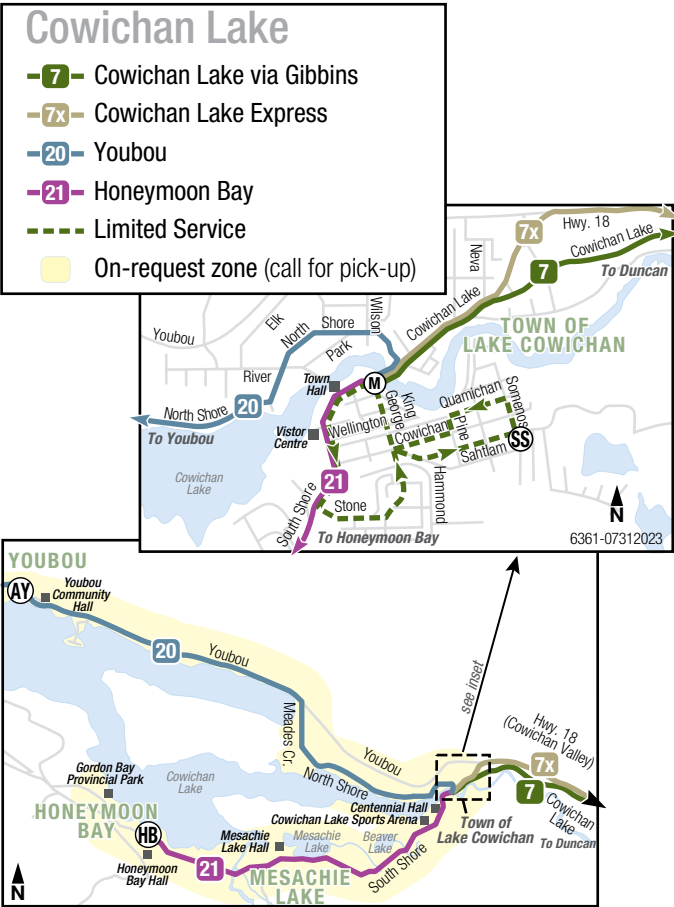 Cowichan Lake
7 Cowichan Lake via Gibbins
7x Cowichan Lake Express
20 Youbou
21 Honeymoon Bay
Limited Service
On-request zone (call for pick-up)
7x
Hwy. 18
Cowichan Lake
7
To Duncan
Neva
Cowichan Lake
TOWN OF
LAKE COWICHAN
Wilson
Elk
North
Shore
Park
Youbou
River
Town
Hall
M
King
George
Quamichan
Somenos
20
North Shore
To Youbou
Vistor
Centre
Wellington
Cowichan
Pine
Sahtlam
SS
Cowichan
Lake
21
South Shore
Stone
Hammond
To Honeymoon Bay
N
6361-07312023
YOUBOU
AY
Youbou
Community
Hall
20
Youbou
Meades Cr.
see inset
Hwy. 18
(Cowichan Valley)
Youbou
7x
North Shore
7
Cowichan
Lake
To Duncan
Gordon Bay
Provincial Park
Cowichan
Lake
Centennial Hall
Cowichan Lake Sports Arena
Town of
Lake Cowichan
HONEYMOON
BAY
HB
Mesachie
Lake Hall
Mesachie
Lake
Beaver
Lake
South Shore
Honeymoon
Bay Hall
21
MESACHIE
LAKE
N